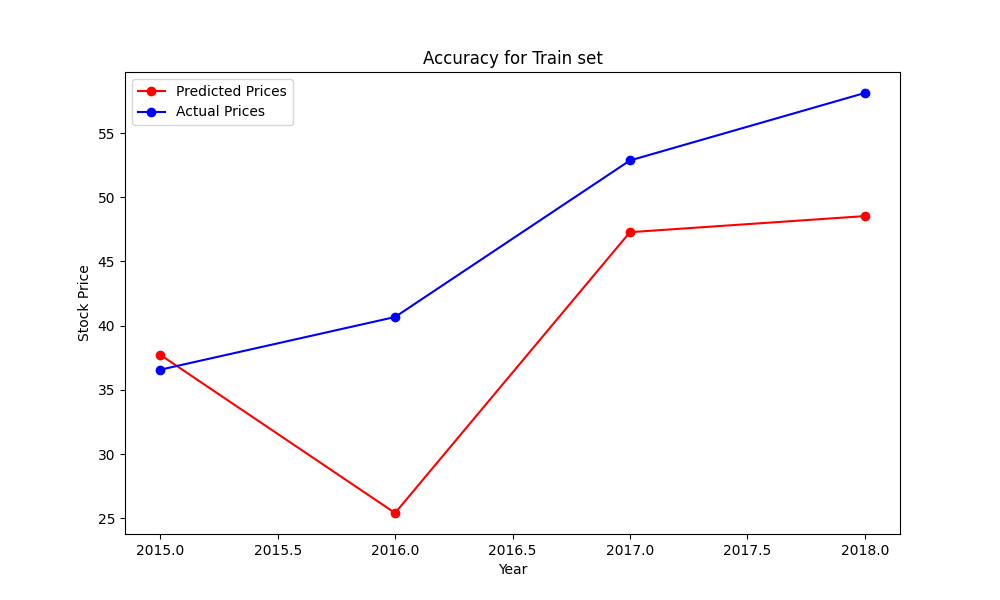 Accuracy for Train set
Predicted Prices
Actual Prices
55
50
45
40
35
30
25
Stock Price
2015.0 2015.5 2016.0 2016.5 2017.0 2017.5 2018.0
Year